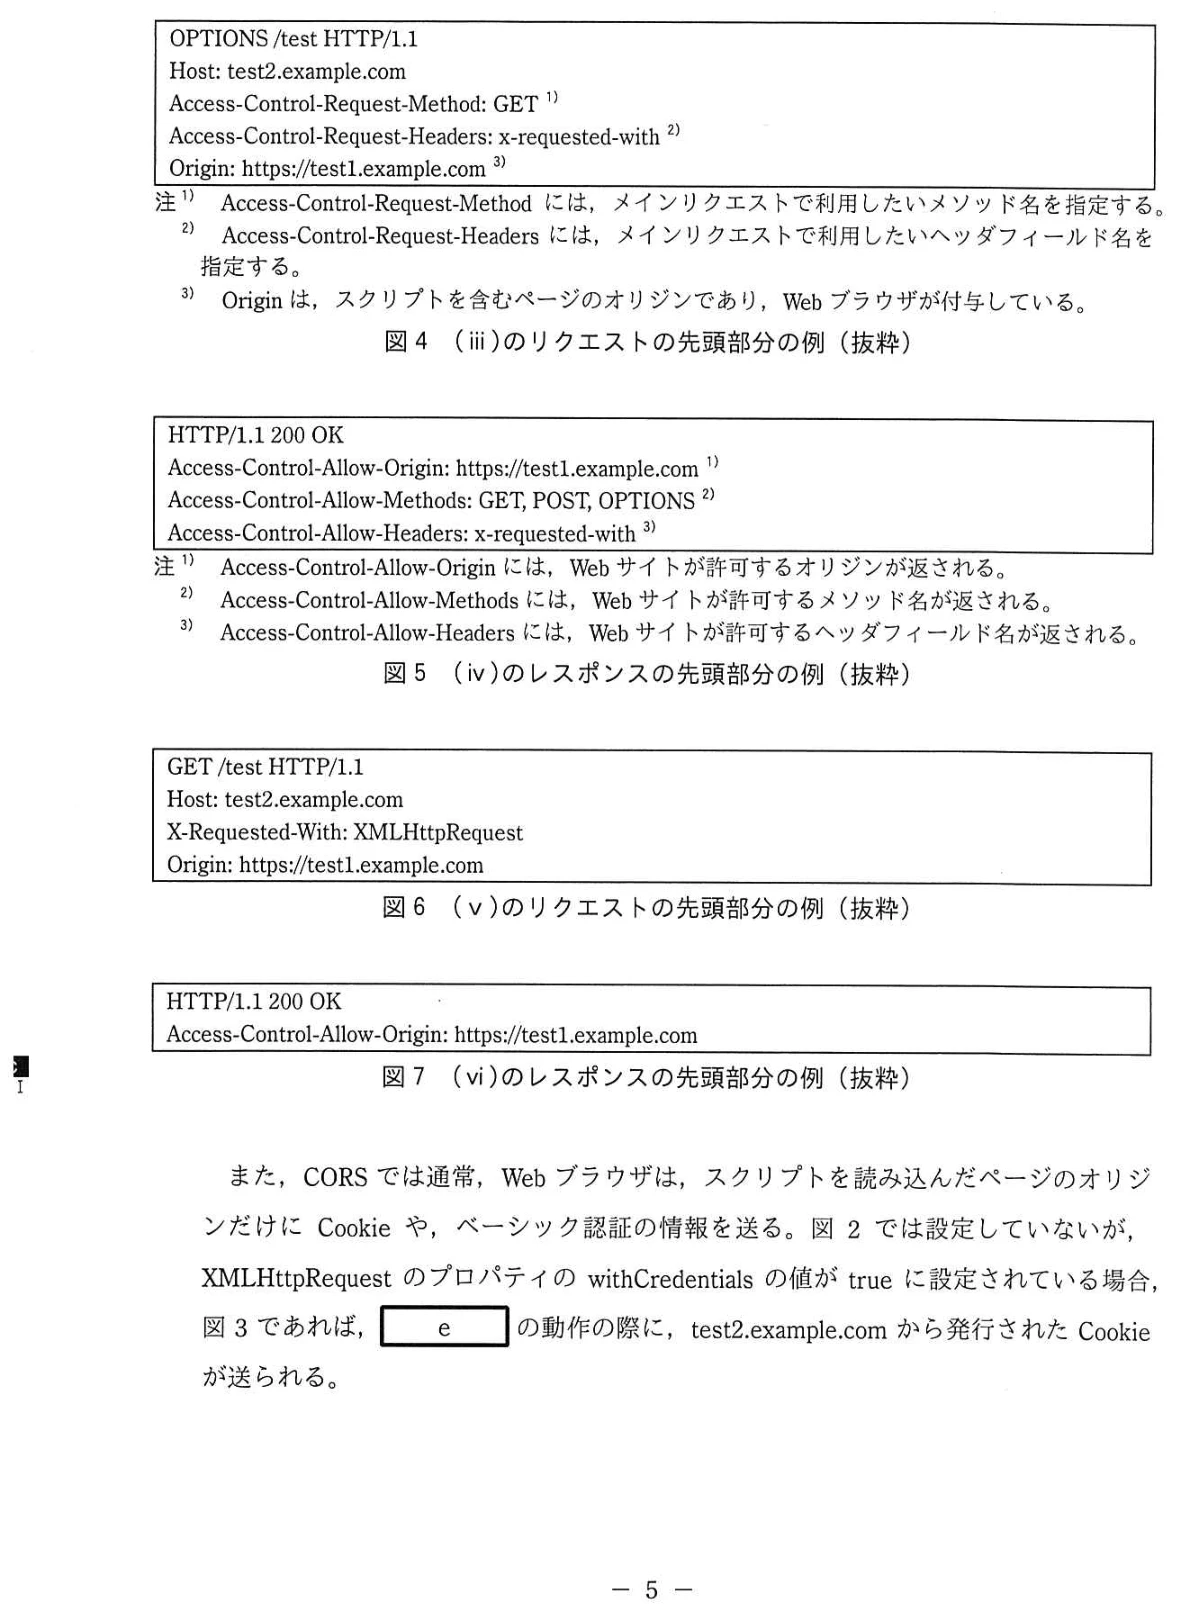 OPTIONS /test HTTP/1.1
Host: test2.example.com
Access-Control-Request-Method: GET 1)
Access-Control-Request-Headers: x-requested-with 2)
Origin: https://test1.example.com 3)
注 1) Access-Control-Request-Method には，メインリクエストで利用したいメソッド名を指定する。
2) Access-Control-Request-Headers には，メインリクエストで利用したいヘッダフィールド名を
指定する。
3) Origin は，スクリプトを含むページのオリジンであり，Web ブラウザが付与している。
図 4 （ⅲ)のリクエストの先頭部分の例（抜粋）
HTTP/1.1 200 OK
Access-Control-Allow-Origin: https://test1.example.com 1)
Access-Control-Allow-Methods: GET, POST, OPTIONS 2)
Access-Control-Allow-Headers: x-requested-with 3)
注 1) Access-Control-Allow-Origin には，Web サイトが許可するオリジンが返される。
2) Access-Control-Allow-Methods には，Web サイトが許可するメソッド名が返される。
3) Access-Control-Allow-Headers には，Web サイトが許可するヘッダフィールド名が返される。
図 5 （ⅳ)のレスポンスの先頭部分の例（抜粋）
GET /test HTTP/1.1
Host: test2.example.com
X-Requested-With: XMLHttpRequest
Origin: https://test1.example.com
図 6 （ⅴ)のリクエストの先頭部分の例（抜粋）
HTTP/1.1 200 OK
Access-Control-Allow-Origin: https://test1.example.com
図 7 （ⅵ)のレスポンスの先頭部分の例（抜粋）
また，CORS では通常，Web ブラウザは，スクリプトを読み込んだページのオリジ
ンだけに Cookie や，ベーシック認証の情報を送る。図 2 では設定していないが，
XMLHttpRequest のプロパティの withCredentials の値が true に設定されている場合，
図 3 であれば， e の動作の際に，test2.example.com から発行された Cookie
が送られる。
－ 5 －